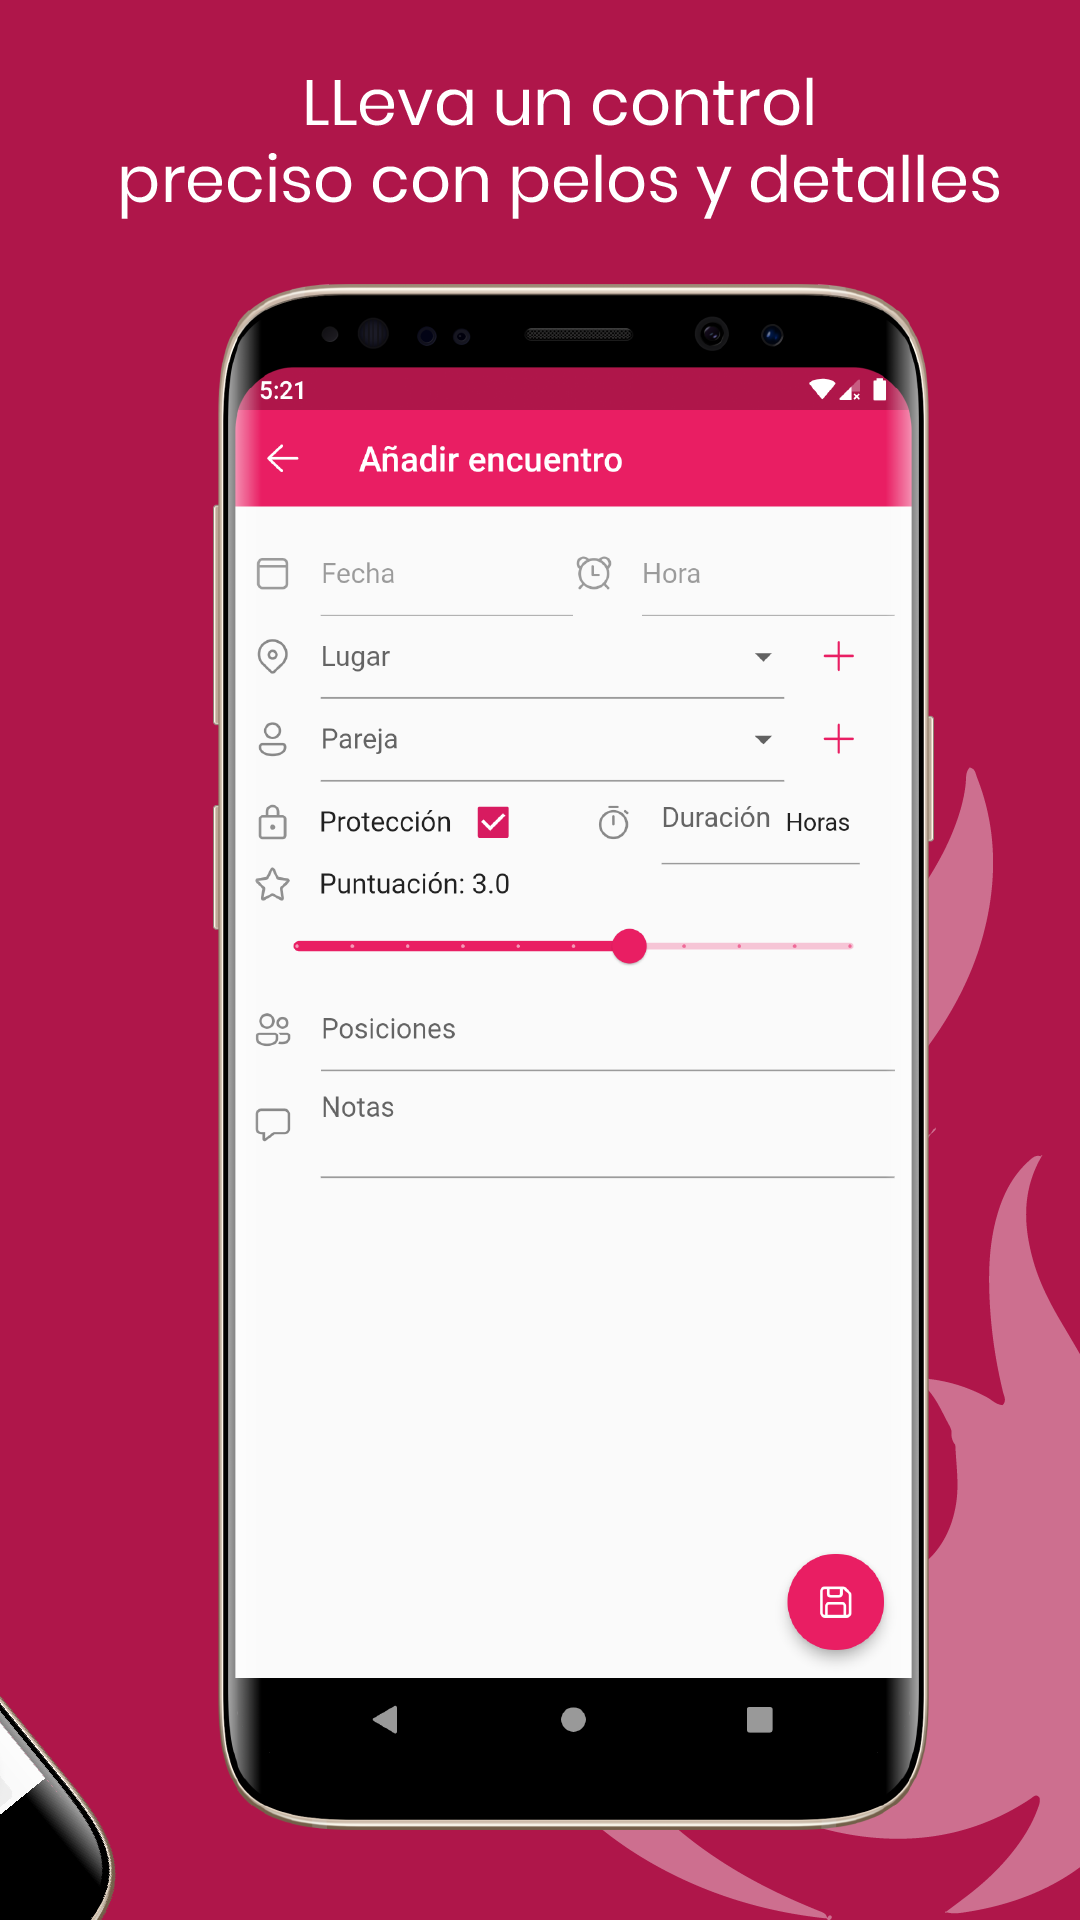 LLeva un control
preciso con pelos y detalles
5:21
Añadir encuentro
Fecha Hora
Lugar
Pareja
Protección Duración Horas
Puntuación: 3.0
Posiciones
Notas